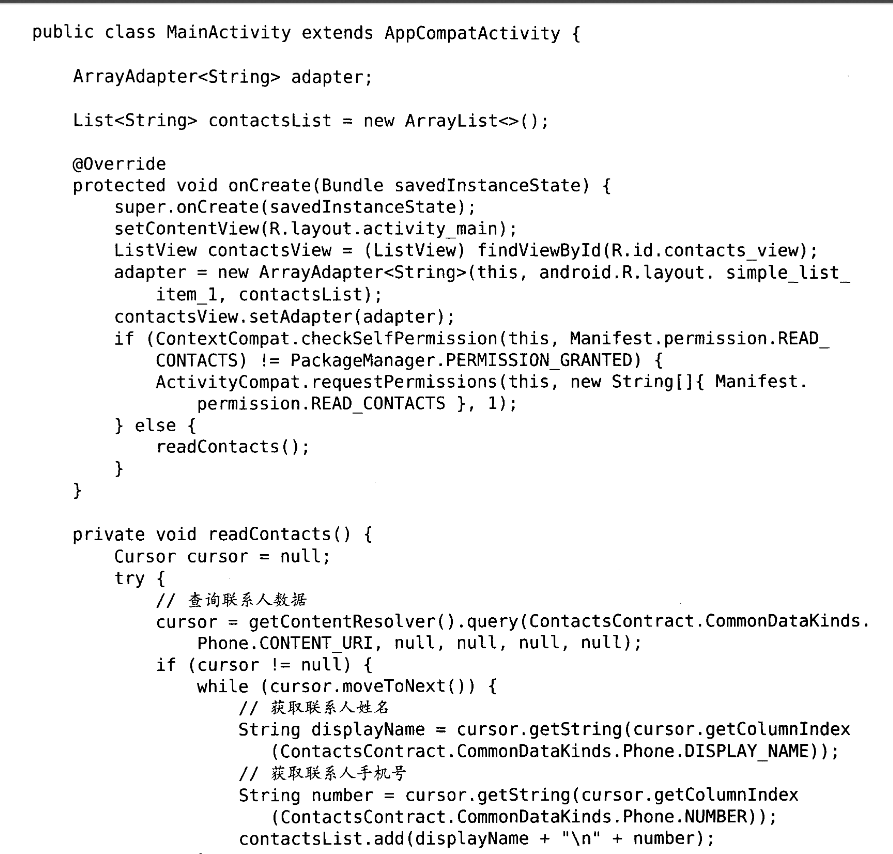 public class MainActivity extends AppCompatActivity {
ArrayAdapter<String> adapter;
List<String> contactsList = new ArrayList<>();
@Override
protected void onCreate(Bundle savedInstanceState) {
super.onCreate(savedInstanceState);
setContentView(R.layout.activity_main);
ListView contactsView = (ListView) findViewById(R.id.contacts_view);
adapter = new ArrayAdapter<String>(this, android.R.layout. simple_list_
item_1, contactsList);
contactsView.setAdapter(adapter);
if (ContextCompat.checkSelfPermission(this, Manifest.permission.READ_
CONTACTS) != PackageManager.PERMISSION_GRANTED) {
ActivityCompat.requestPermissions(this, new String[]{ Manifest.
permission.READ_CONTACTS }, 1);
} else {
readContacts();
}
}
private void readContacts() {
Cursor cursor = null;
try {
// 查询联系人数据
cursor = getContentResolver().query(ContactsContract.CommonDataKinds.
Phone.CONTENT_URI, null, null, null, null);
if (cursor != null) {
while (cursor.moveToNext()) {
// 获取联系人姓名
String displayName = cursor.getString(cursor.getColumnIndex
(ContactsContract.CommonDataKinds.Phone.DISPLAY_NAME));
// 获取联系人手机号
String number = cursor.getString(cursor.getColumnIndex
(ContactsContract.CommonDataKinds.Phone.NUMBER));
contactsList.add(displayName + "\n" + number);